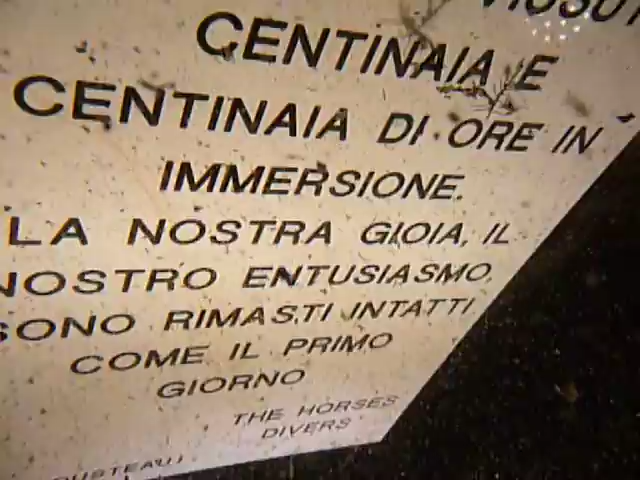 CENTINAIA E
CENTINAIA DI ORE IN
IMMERSIONE.
LA NOSTRA GIOIA, IL
NOSTRO ENTUSIASMO,
SONO RIMASTI INTATTI
COME IL PRIMO
GIORNO
THE HORSES
DIVERS